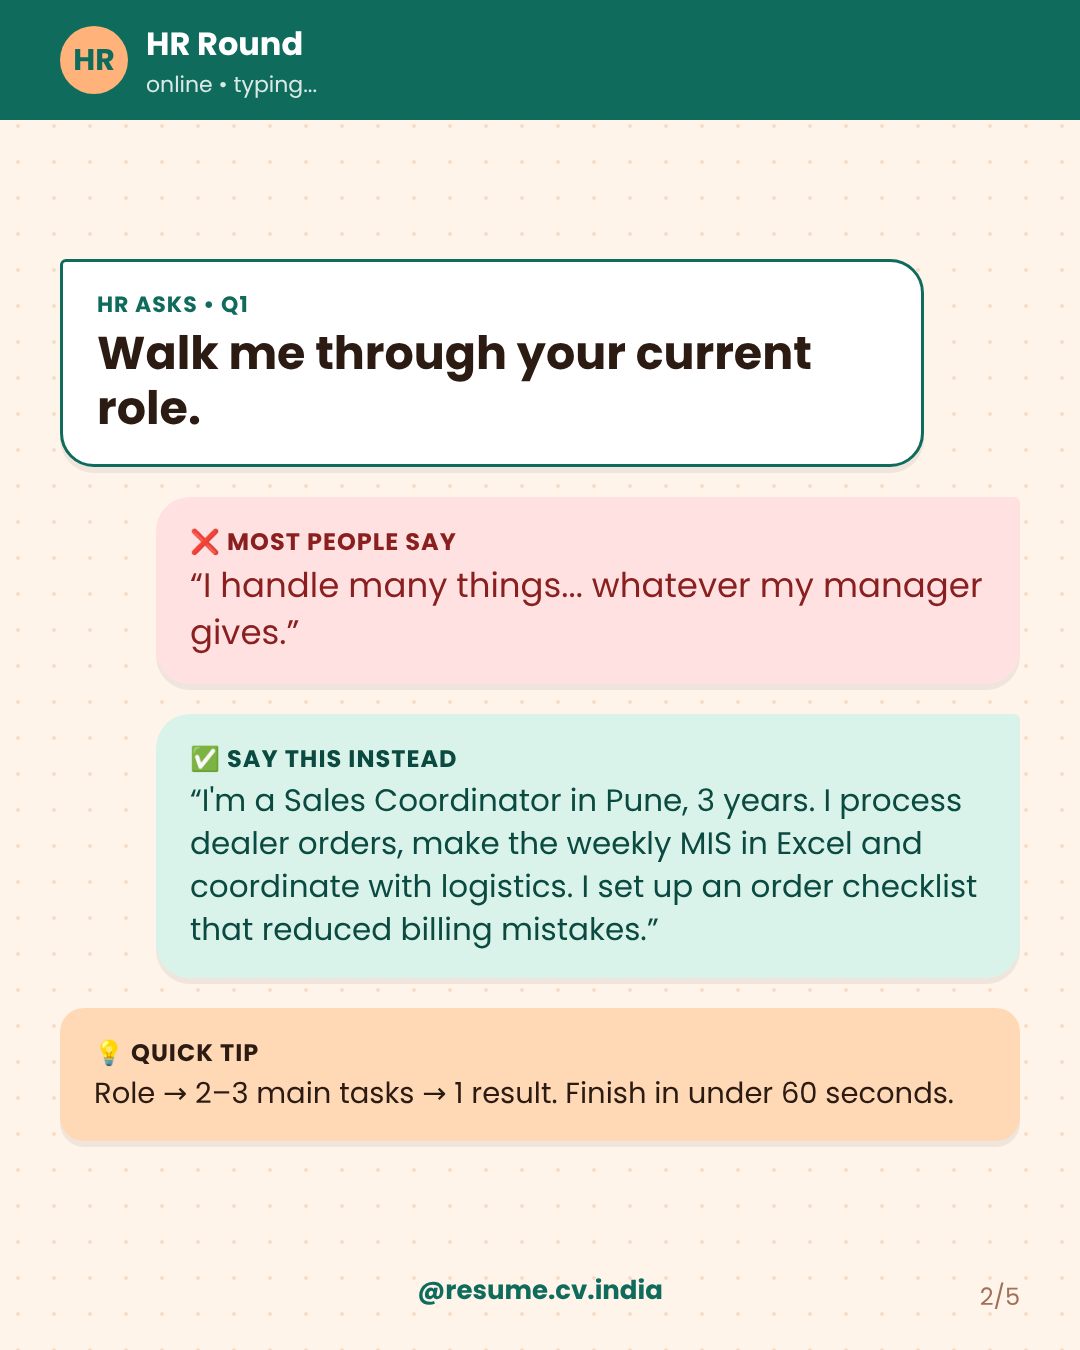 HR
HR Round
online • typing...
HR ASKS • Q1
Walk me through your current
role.
❌ MOST PEOPLE SAY
“I handle many things... whatever my manager
gives.”
✅ SAY THIS INSTEAD
“I'm a Sales Coordinator in Pune, 3 years. I process
dealer orders, make the weekly MIS in Excel and
coordinate with logistics. I set up an order checklist
that reduced billing mistakes.”
💡 QUICK TIP
Role → 2–3 main tasks → 1 result. Finish in under 60 seconds.
@resume.cv.india
2/5